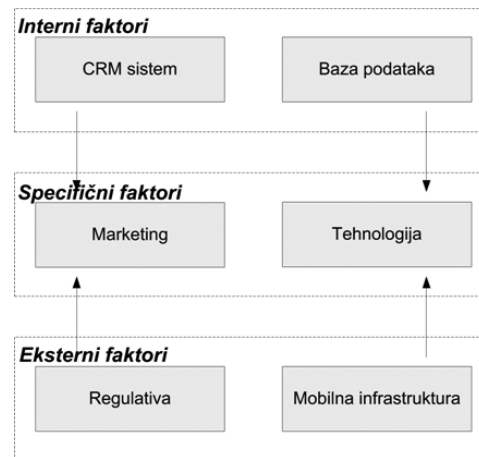 Interni faktori
CRM sistem
Baza podataka
Specifični faktori
Marketing
Tehnologija
Eksterni faktori
Regulativa
Mobilna infrastruktura